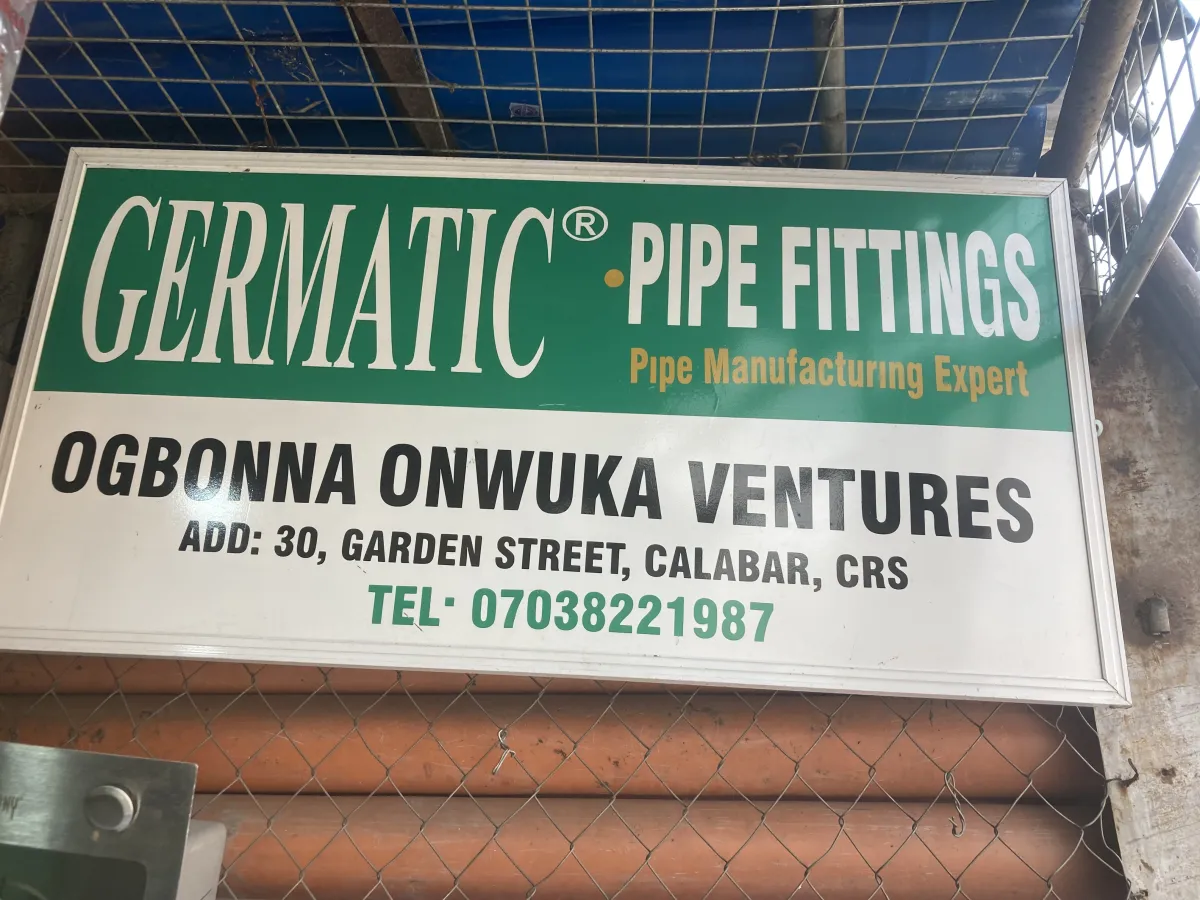 GERMATIC® • PIPE FITTINGS
Pipe Manufacturing Expert
OGBONNA ONWUKA VENTURES
ADD: 30, GARDEN STREET, CALABAR, CRS
TEL: 07038221987